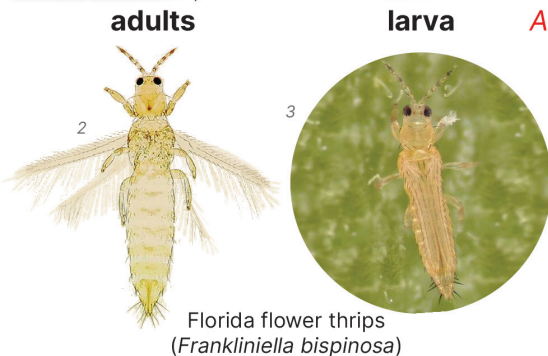 adults
larva
A
2
3
Florida flower thrips
(Frankliniella bispinosa)